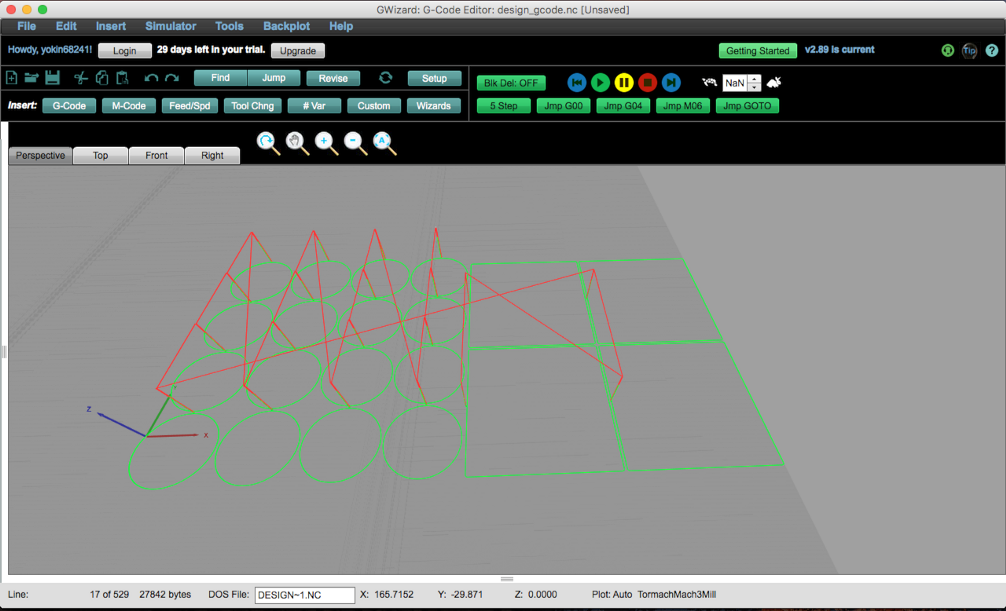 GWizard: G-Code Editor: design_gcode.nc [Unsaved]
File Edit Insert Simulator Tools Backplot Help
Howdy, yokin68241! Login 29 days left in your trial. Upgrade Getting Started v2.89 is current Tip ?
Find Jump Revise Setup Blk Del: OFF NaN
Insert: G-Code M-Code Feed/Spd Tool Chng # Var Custom Wizards 5 Step Jmp G00 Jmp G04 Jmp M06 Jmp GOTO
Perspective Top Front Right
z
x
Line: 17 of 529 27842 bytes DOS File: DESIGN~1.NC X: 165.7152 Y: -29.871 Z: 0.0000 Plot: Auto TormachMach3Mill